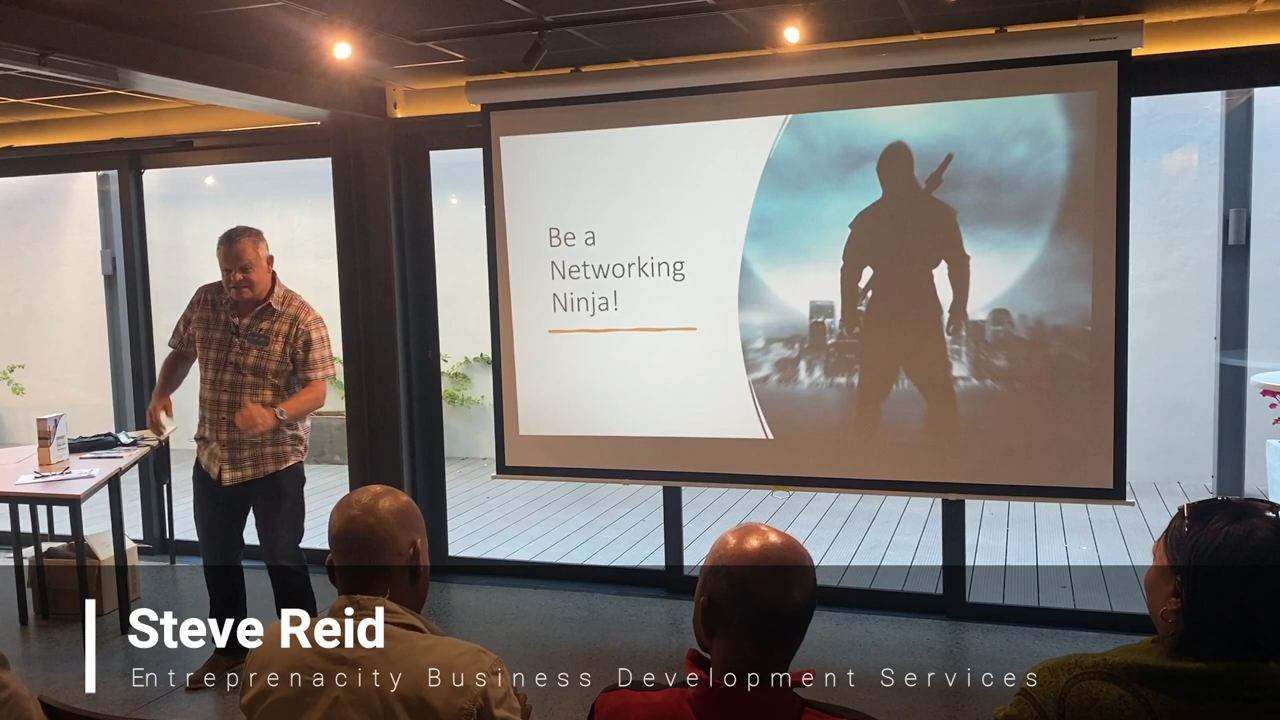 Be a
Networking
Ninja!
Steve Reid
Entreprenacity Business Development Services